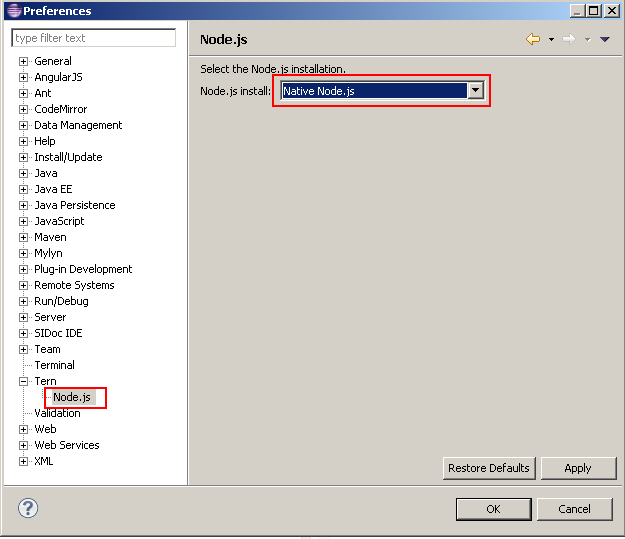 Preferences
type filter text
General
AngularJS
Ant
CodeMirror
Data Management
Help
Install/Update
Java
Java EE
Java Persistence
JavaScript
Maven
Mylyn
Plug-in Development
Remote Systems
Run/Debug
Server
SIDoc IDE
Team
Terminal
Tern
Node.js
Validation
Web
Web Services
XML
Node.js
Select the Node.js installation.
Node.js install: Native Node.js
Restore Defaults Apply
OK Cancel